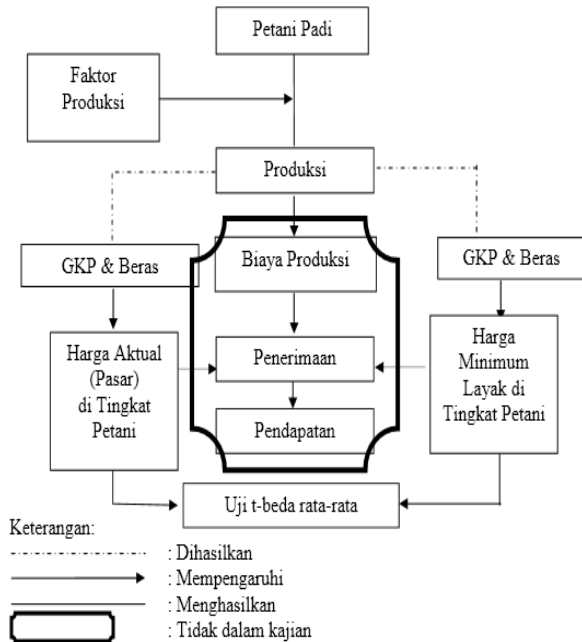 Petani Padi
Faktor
Produksi
Produksi
GKP & Beras
Biaya Produksi
GKP & Beras
Harga Aktual
(Pasar)
di Tingkat
Petani
Penerimaan
Harga
Minimum
Layak di
Tingkat Petani
Pendapatan
Uji t-beda rata-rata
Keterangan:
: Dihasilkan
: Mempengaruhi
: Menghasilkan
: Tidak dalam kajian